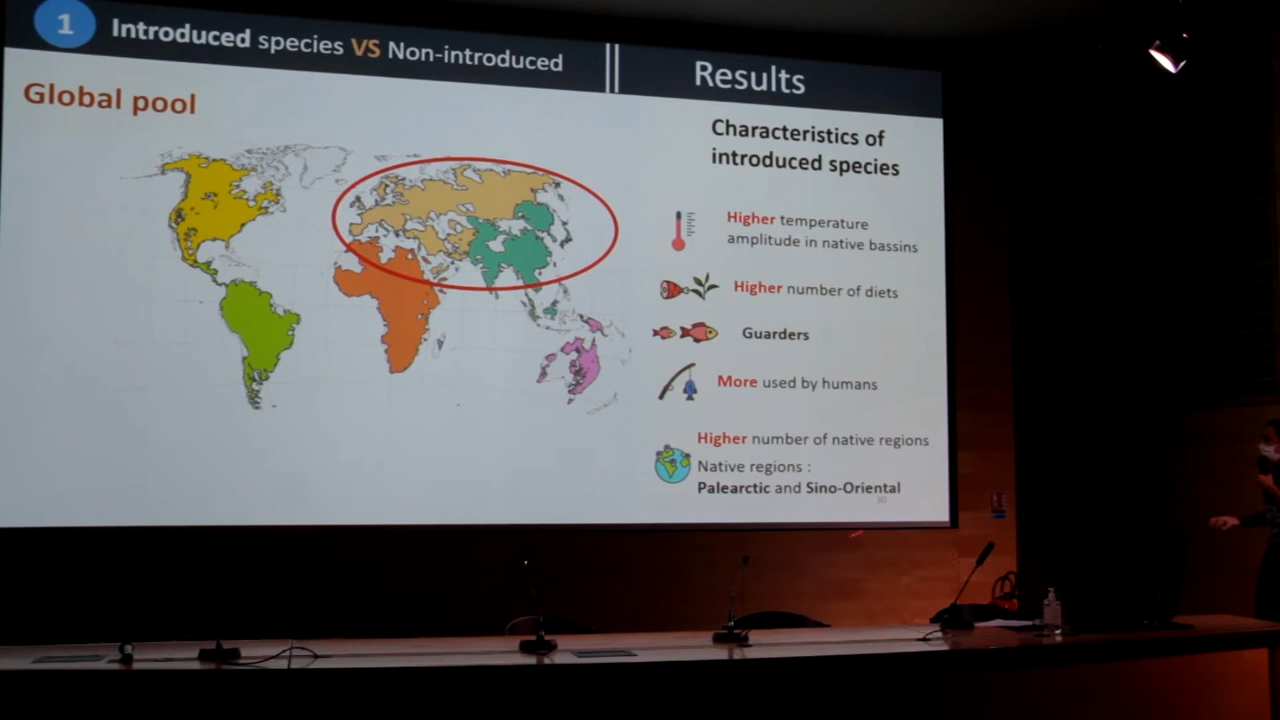 1
Introduced species VS Non-introduced
Results
Global pool
Characteristics of
introduced species
Higher temperature
amplitude in native bassins
Higher number of diets
Guarders
More used by humans
Higher number of native regions
Native regions :
Palearctic and Sino-Oriental
30